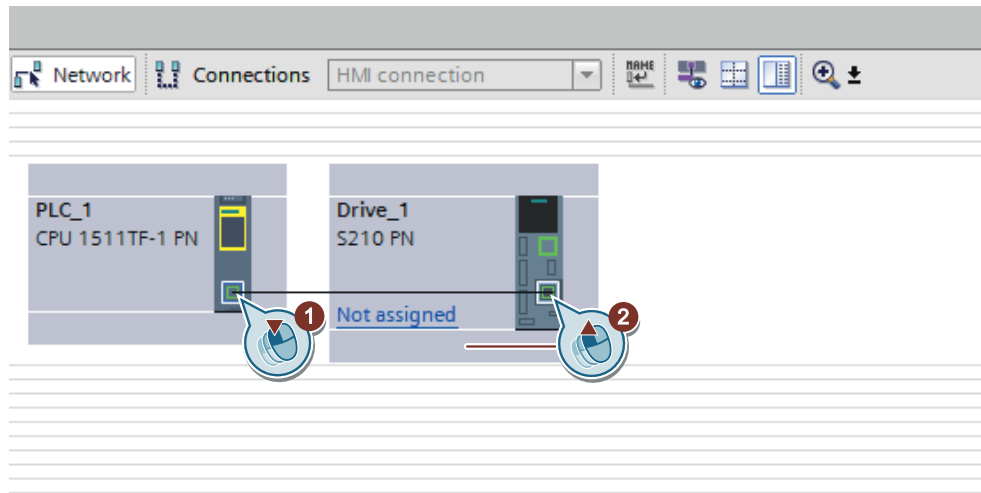 Network Connections HMI connection NAME
PLC_1
CPU 1511TF-1 PN
Drive_1
S210 PN
Not assigned
1
2